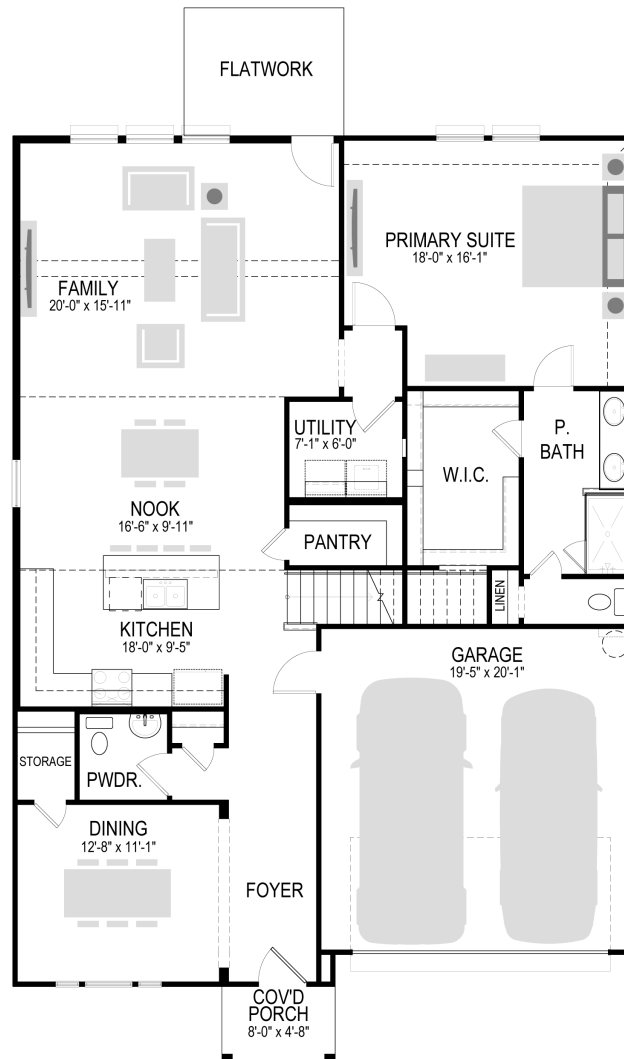 FLATWORK
PRIMARY SUITE
18'-0" x 16'-1"
FAMILY
20'-0" x 15'-11"
UTILITY
7'-1" x 6'-0"
P.
BATH
W.I.C.
NOOK
16'-6" x 9'-11"
PANTRY
LINEN
KITCHEN
18'-0" x 9'-5"
GARAGE
19'-5" x 20'-1"
STORAGE
PWDR.
DINING
12'-8" x 11'-1"
FOYER
COV'D
PORCH
8'-0" x 4'-8"